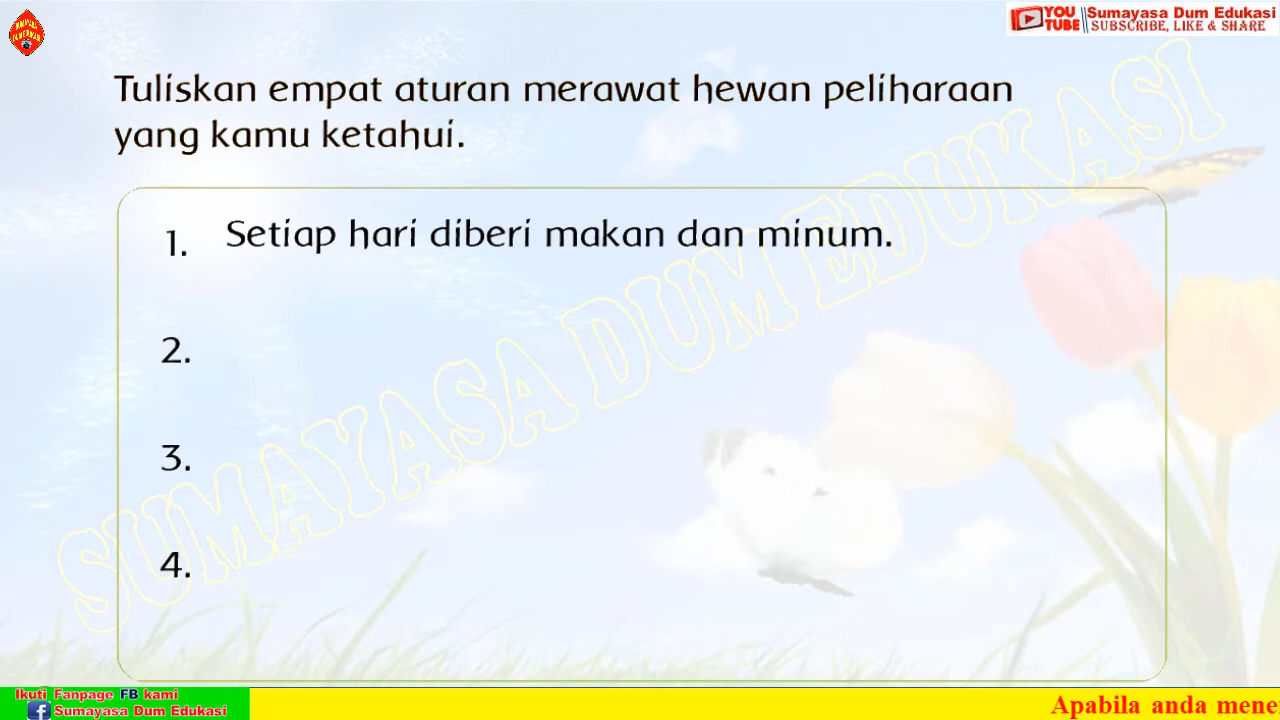 YOU TUBE
Sumayasa Dum Edukasi
SUBSCRIBE, LIKE & SHARE
Tuliskan empat aturan merawat hewan peliharaan
yang kamu ketahui.
1. Setiap hari diberi makan dan minum.
2.
3.
4.
SUMAYASA DUM EDUKASI
Ikuti Fanpage FB kami
Sumayasa Dum Edukasi
Apabila anda mene